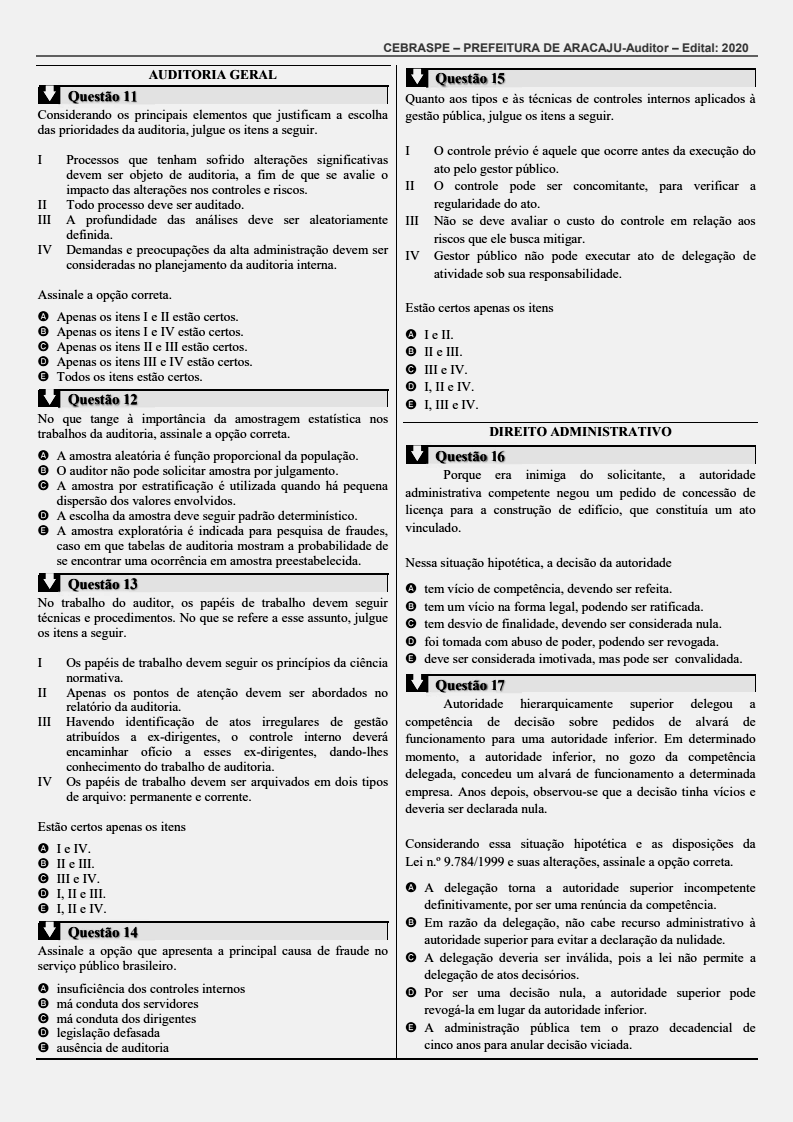 CEBRASPE – PREFEITURA DE ARACAJU-Auditor – Edital: 2020
AUDITORIA GERAL
Questão 11
Considerando os principais elementos que justificam a escolha
das prioridades da auditoria, julgue os itens a seguir.
I Processos que tenham sofrido alterações significativas
devem ser objeto de auditoria, a fim de que se avalie o
impacto das alterações nos controles e riscos.
II Todo processo deve ser auditado.
III A profundidade das análises deve ser aleatoriamente
definida.
IV Demandas e preocupações da alta administração devem ser
consideradas no planejamento da auditoria interna.
Assinale a opção correta.
A Apenas os itens I e II estão certos.
B Apenas os itens I e IV estão certos.
C Apenas os itens II e III estão certos.
D Apenas os itens III e IV estão certos.
E Todos os itens estão certos.
Questão 12
No que tange à importância da amostragem estatística nos
trabalhos da auditoria, assinale a opção correta.
A A amostra aleatória é função proporcional da população.
B O auditor não pode solicitar amostra por julgamento.
C A amostra por estratificação é utilizada quando há pequena
dispersão dos valores envolvidos.
D A escolha da amostra deve seguir padrão determinístico.
E A amostra exploratória é indicada para pesquisa de fraudes,
caso em que tabelas de auditoria mostram a probabilidade de
se encontrar uma ocorrência em amostra preestabelecida.
Questão 13
No trabalho do auditor, os papéis de trabalho devem seguir
técnicas e procedimentos. No que se refere a esse assunto, julgue
os itens a seguir.
I Os papéis de trabalho devem seguir os princípios da ciência
normativa.
II Apenas os pontos de atenção devem ser abordados no
relatório da auditoria.
III Havendo identificação de atos irregulares de gestão
atribuídos a ex-dirigentes, o controle interno deverá
encaminhar ofício a esses ex-dirigentes, dando-lhes
conhecimento do trabalho de auditoria.
IV Os papéis de trabalho devem ser arquivados em dois tipos
de arquivo: permanente e corrente.
Estão certos apenas os itens
A I e IV.
B II e III.
C III e IV.
D I, II e III.
E I, II e IV.
Questão 14
Assinale a opção que apresenta a principal causa de fraude no
serviço público brasileiro.
A insuficiência dos controles internos
B má conduta dos servidores
C má conduta dos dirigentes
D legislação defasada
E ausência de auditoria
Questão 15
Quanto aos tipos e às técnicas de controles internos aplicados à
gestão pública, julgue os itens a seguir.
I O controle prévio é aquele que ocorre antes da execução do
ato pelo gestor público.
II O controle pode ser concomitante, para verificar a
regularidade do ato.
III Não se deve avaliar o custo do controle em relação aos
riscos que ele busca mitigar.
IV Gestor público não pode executar ato de delegação de
atividade sob sua responsabilidade.
Estão certos apenas os itens
A I e II.
B II e III.
C III e IV.
D I, II e IV.
E I, III e IV.
DIREITO ADMINISTRATIVO
Questão 16
Porque era inimiga do solicitante, a autoridade
administrativa competente negou um pedido de concessão de
licença para a construção de edifício, que constituía um ato
vinculado.
Nessa situação hipotética, a decisão da autoridade
A tem vício de competência, devendo ser refeita.
B tem um vício na forma legal, podendo ser ratificada.
C tem desvio de finalidade, devendo ser considerada nula.
D foi tomada com abuso de poder, podendo ser revogada.
E deve ser considerada imotivada, mas pode ser convalidada.
Questão 17
Autoridade hierarquicamente superior delegou a
competência de decisão sobre pedidos de alvará de
funcionamento para uma autoridade inferior. Em determinado
momento, a autoridade inferior, no gozo da competência
delegada, concedeu um alvará de funcionamento a determinada
empresa. Anos depois, observou-se que a decisão tinha vícios e
deveria ser declarada nula.
Considerando essa situação hipotética e as disposições da
Lei n.º 9.784/1999 e suas alterações, assinale a opção correta.
A A delegação torna a autoridade superior incompetente
definitivamente, por ser uma renúncia da competência.
B Em razão da delegação, não cabe recurso administrativo à
autoridade superior para evitar a declaração da nulidade.
C A delegação deveria ser inválida, pois a lei não permite a
delegação de atos decisórios.
D Por ser uma decisão nula, a autoridade superior pode
revogá-la em lugar da autoridade inferior.
E A administração pública tem o prazo decadencial de
cinco anos para anular decisão viciada.